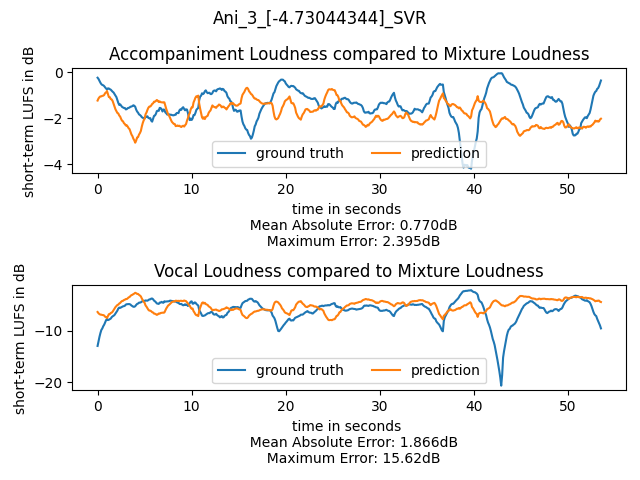 Ani_3_[-4.73044344]_SVR
Accompaniment Loudness compared to Mixture Loudness
short-term LUFS in dB
0
−2
−4
ground truth
prediction
0
10
20
30
40
50
time in seconds
Mean Absolute Error: 0.770dB
Maximum Error: 2.395dB
Vocal Loudness compared to Mixture Loudness
short-term LUFS in dB
−10
−20
ground truth
prediction
0
10
20
30
40
50
time in seconds
Mean Absolute Error: 1.866dB
Maximum Error: 15.62dB